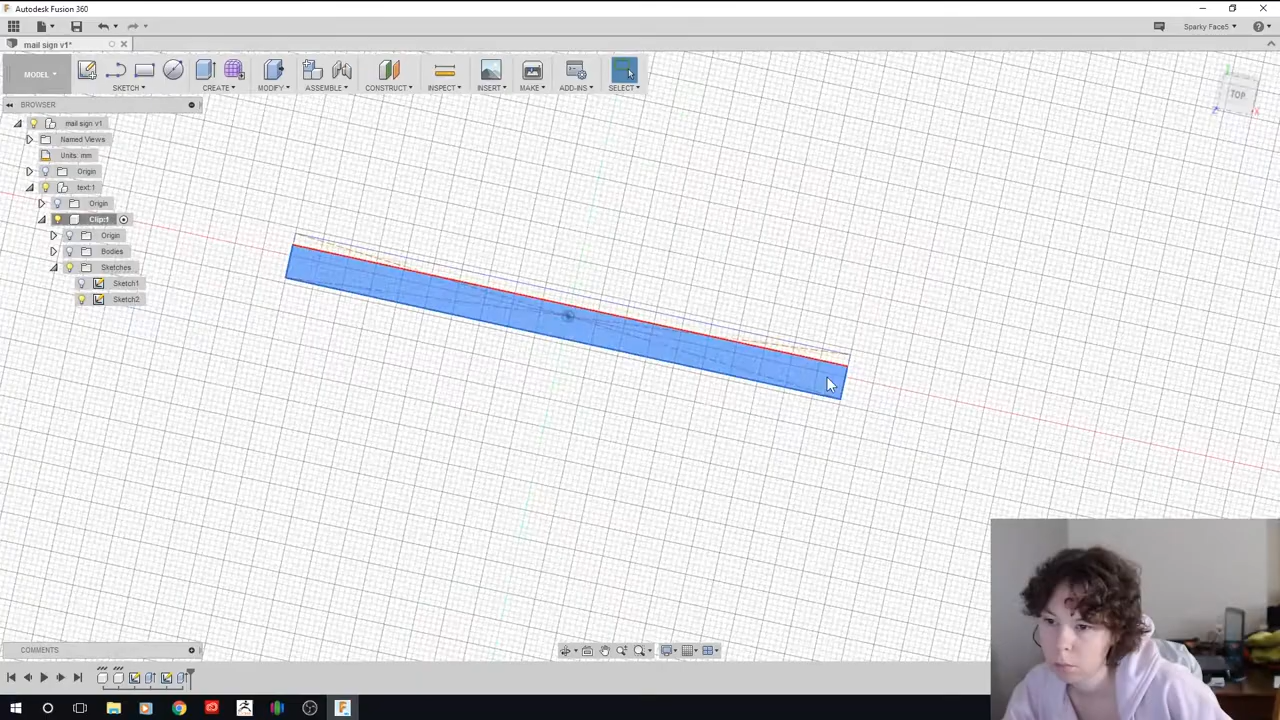 Autodesk Fusion 360
Sparky Face5
mail sign v1*
MODEL
SKETCH
CREATE
MODIFY
ASSEMBLE
CONSTRUCT
INSPECT
INSERT
MAKE
ADD-INS
SELECT
TOP
BROWSER
mail sign v1
Named Views
Units: mm
Origin
text:1
Origin
Clip:1
Origin
Bodies
Sketches
Sketch1
Sketch2
COMMENTS